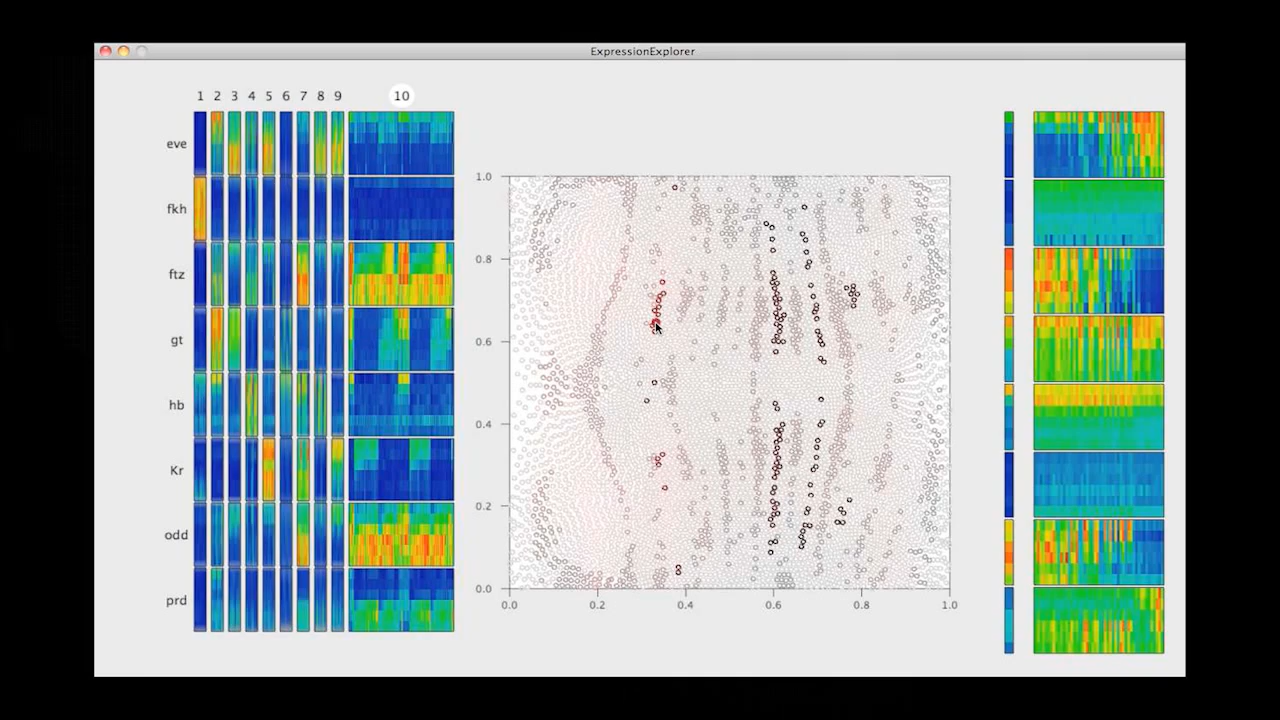 ExpressionExplorer
1 2 3 4 5 6 7 8 9 10
eve
fkh
ftz
gt
hb
Kr
odd
prd
1.0
0.8
0.6
0.4
0.2
0.0
0.0 0.2 0.4 0.6 0.8 1.0